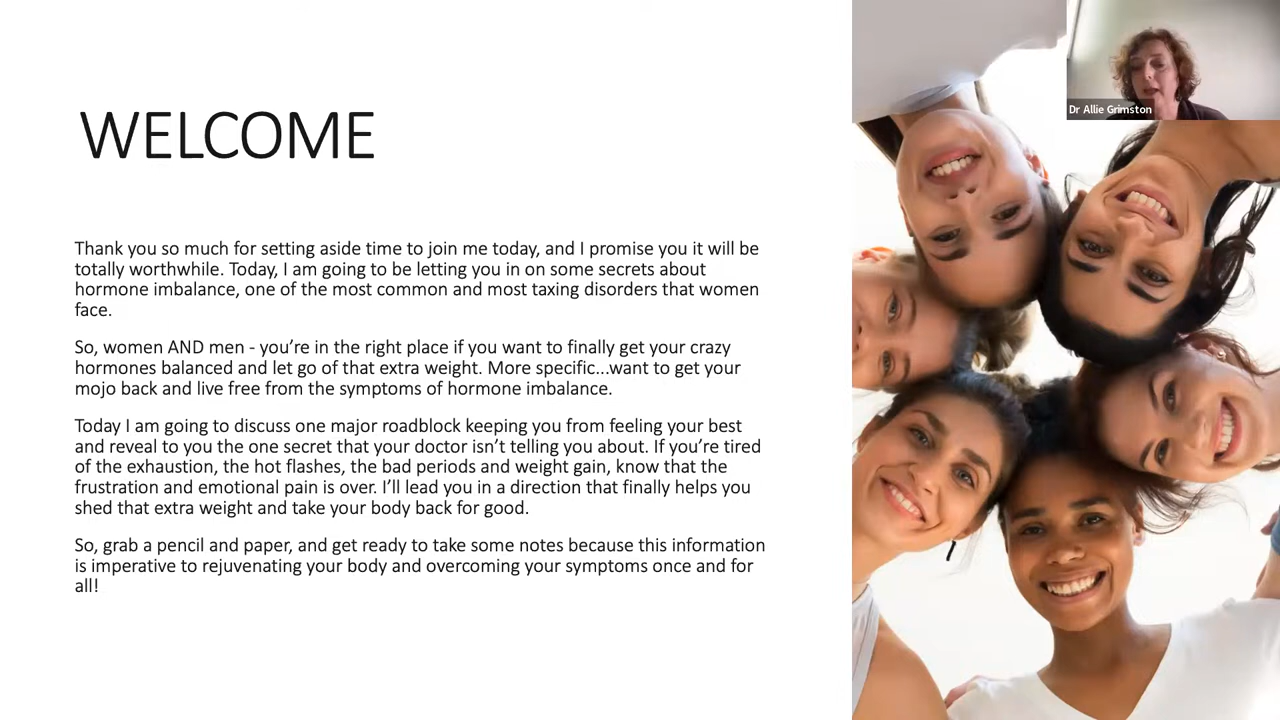 WELCOME
Thank you so much for setting aside time to join me today, and I promise you it will be
totally worthwhile. Today, I am going to be letting you in on some secrets about
hormone imbalance, one of the most common and most taxing disorders that women
face.
So, women AND men - you’re in the right place if you want to finally get your crazy
hormones balanced and let go of that extra weight. More specific...want to get your
mojo back and live free from the symptoms of hormone imbalance.
Today I am going to discuss one major roadblock keeping you from feeling your best
and reveal to you the one secret that your doctor isn’t telling you about. If you’re tired
of the exhaustion, the hot flashes, the bad periods and weight gain, know that the
frustration and emotional pain is over. I’ll lead you in a direction that finally helps you
shed that extra weight and take your body back for good.
So, grab a pencil and paper, and get ready to take some notes because this information
is imperative to rejuvenating your body and overcoming your symptoms once and for
all!
Dr Allie Grimston